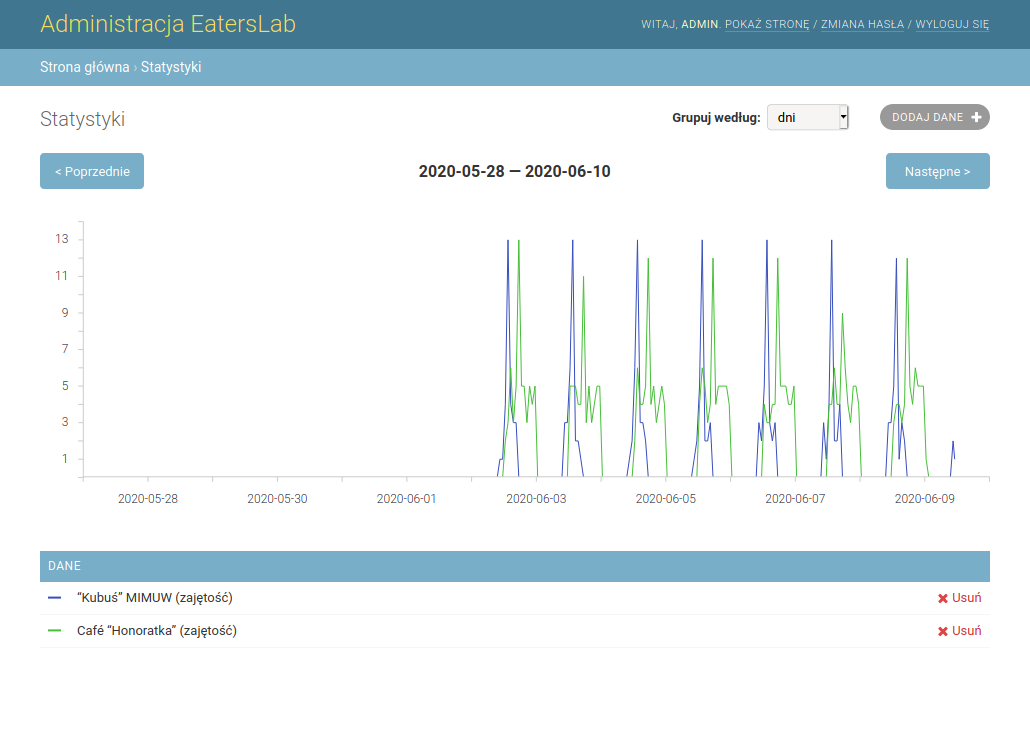 Administracja EatersLab
WITAJ, ADMIN. POKAŻ STRONĘ / ZMIANA HASŁA / WYLOGUJ SIĘ
Strona główna › Statystyki
Statystyki
Grupuj według: dni
DODAJ DANE +
< Poprzednie
2020-05-28 — 2020-06-10
Następne >
13
11
9
7
5
3
1
2020-05-28 2020-05-30 2020-06-01 2020-06-03 2020-06-05 2020-06-07 2020-06-09
DANE
“Kubuś” MIMUW (zajętość) Usuń
Café “Honoratka” (zajętość) Usuń